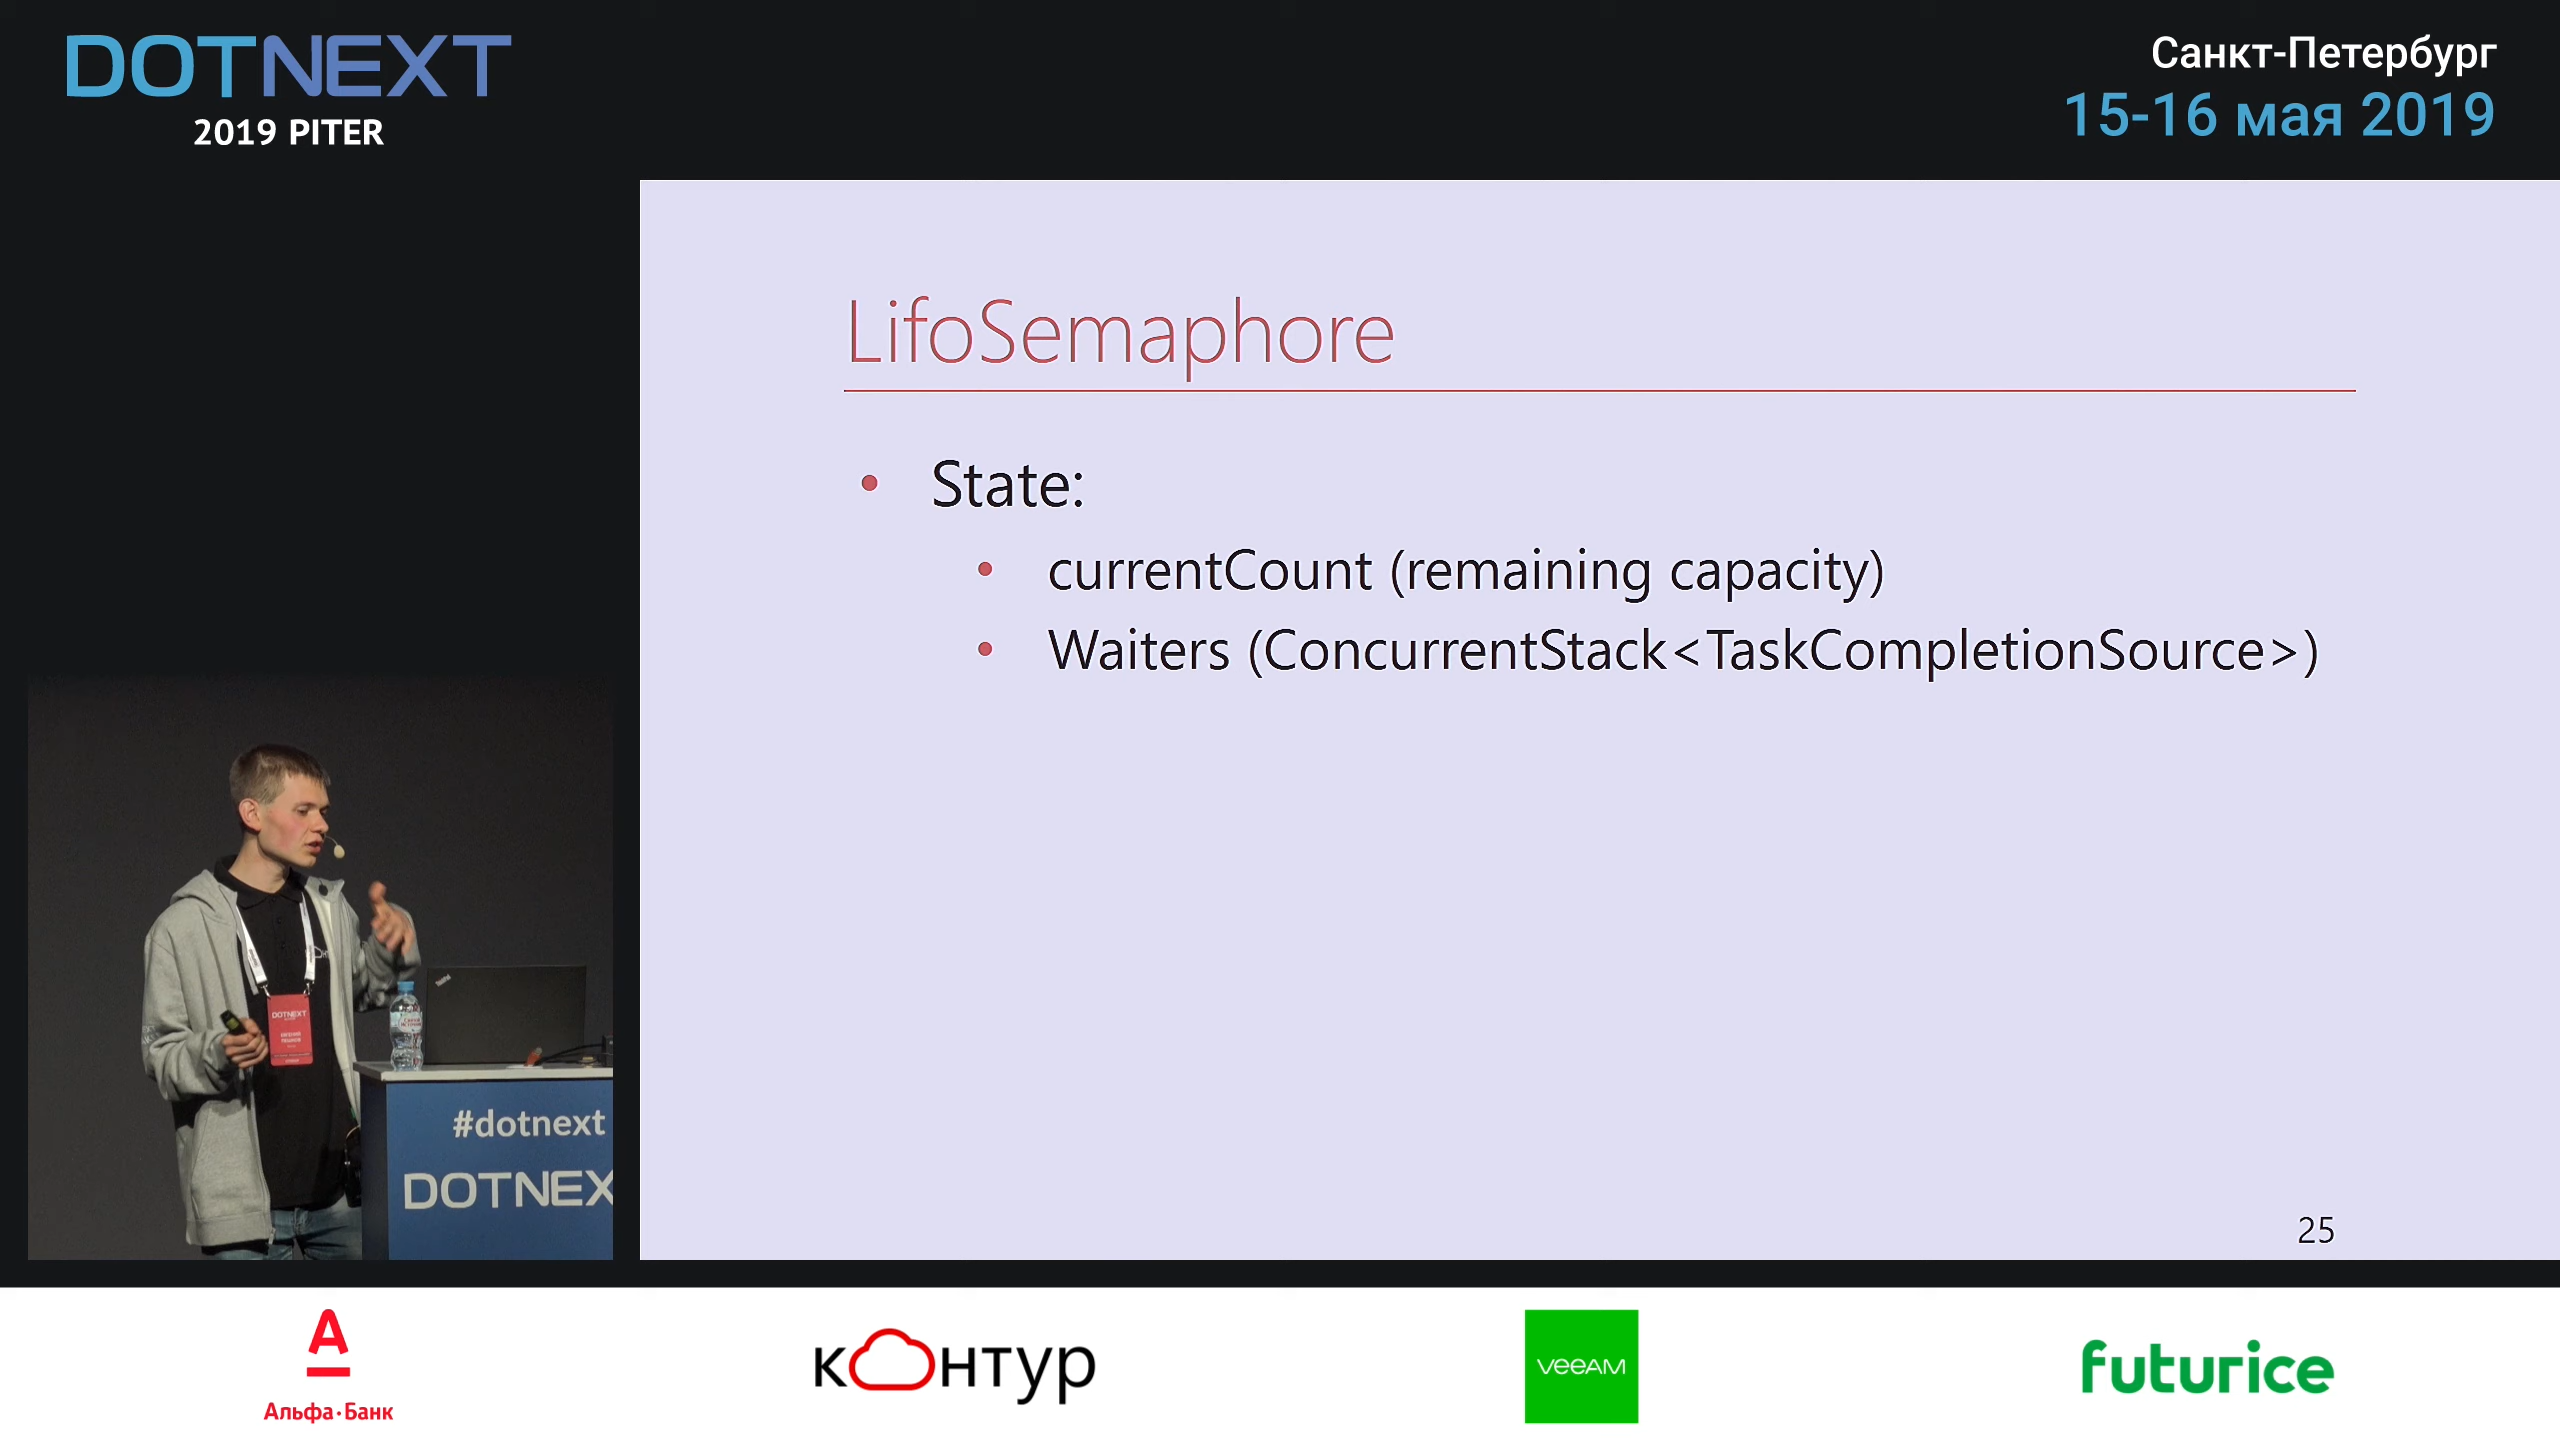 DOTNEXT
2019 PITER
Санкт-Петербург
15-16 мая 2019
LifoSemaphore
State:
currentCount (remaining capacity)
Waiters (ConcurrentStack<TaskCompletionSource>)
25
DOTNEXT
#dotnext
DOTNEX
Альфа·Банк
контур
veeAM
futurice